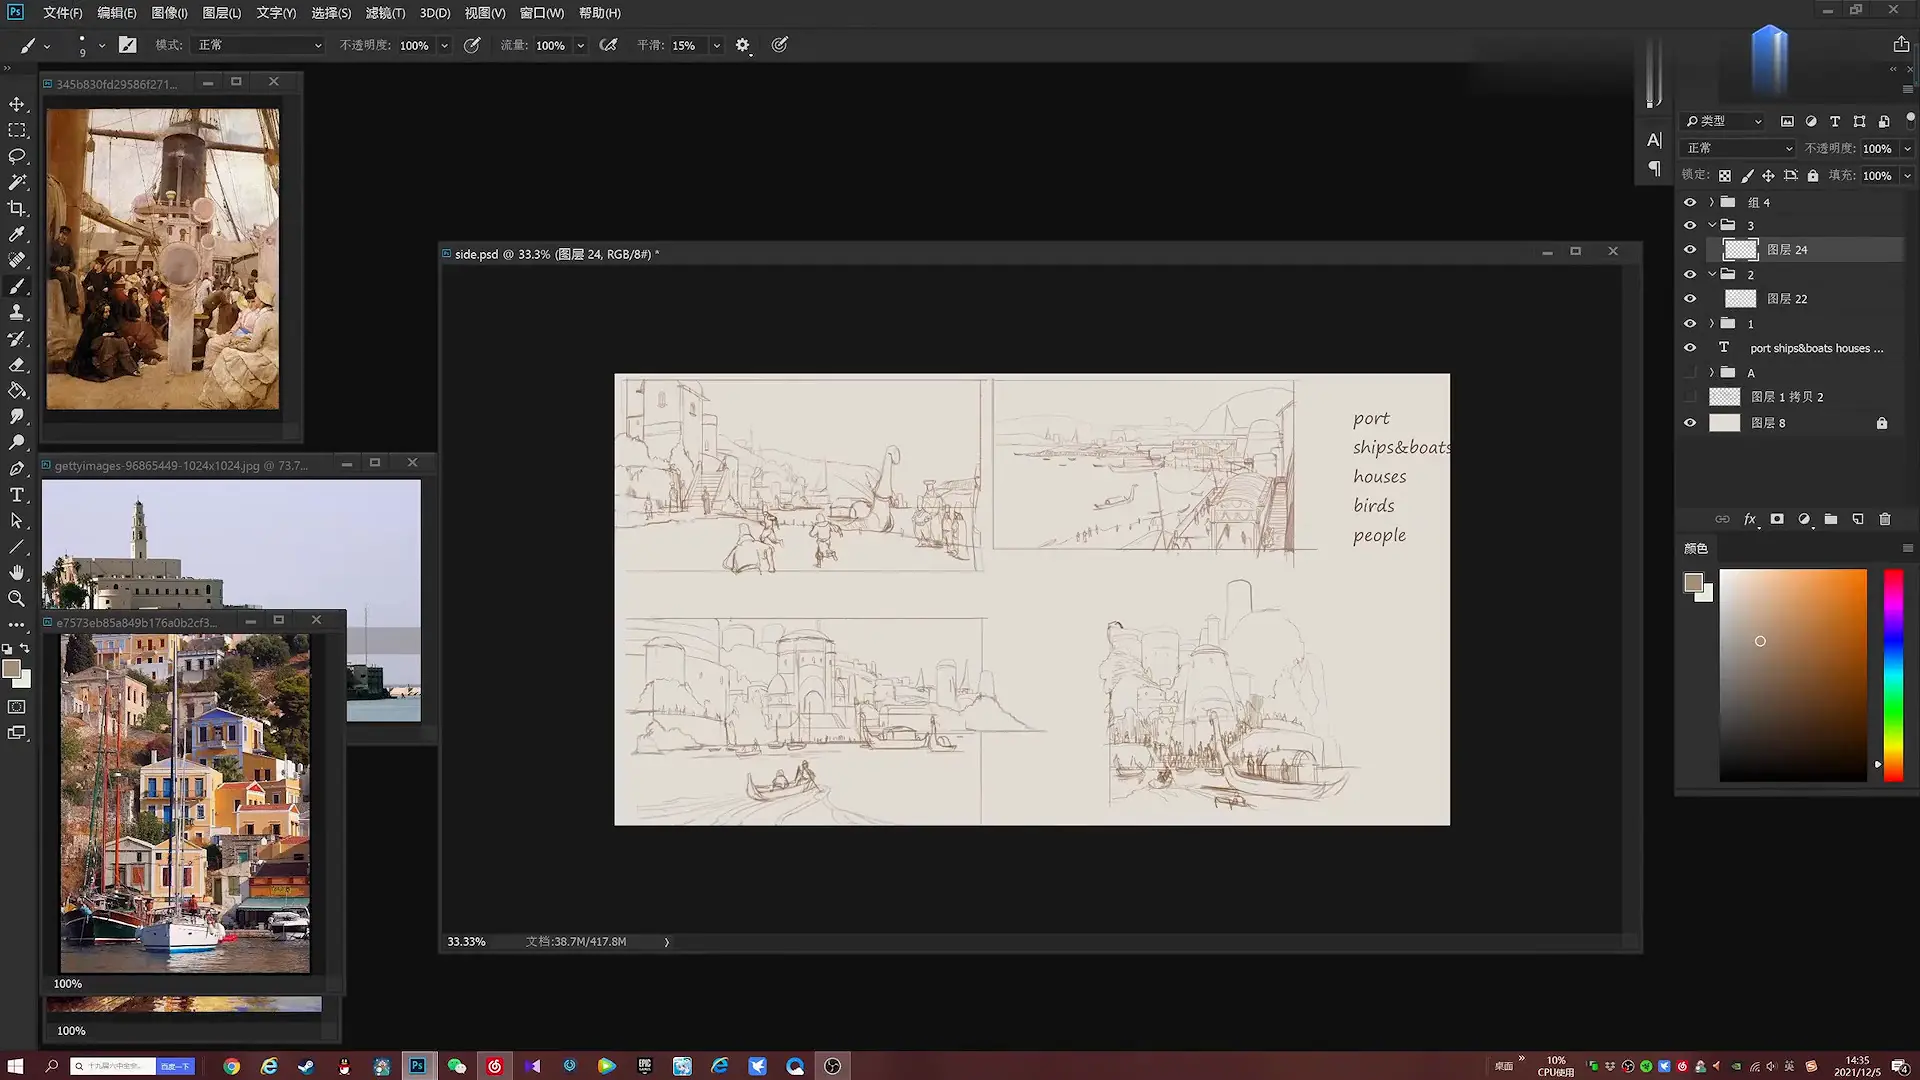 Ps 文件(F) 编辑(E) 图像(I) 图层(L) 文字(Y) 选择(S) 滤镜(T) 3D(D) 视图(V) 窗口(W) 帮助(H)
9 模式: 正常 不透明度: 100% 流量: 100% 平滑: 15%
345b830fd29586f271...
gettyimages-96865449-1024x1024.jpg @ 73.7...
e7573eb85a849b176a0b2cf3...
100%
100%
side.psd @ 33.3% (图层 24, RGB/8#) *
port
ships&boats
houses
birds
people
33.33% 文档:38.7M/417.8M
类型
正常 不透明度: 100%
锁定: 填充: 100%
组 4
3
图层 24
2
图层 22
1
port ships&boats houses ...
A
图层 1 拷贝 2
图层 8
颜色
百度一下
桌面
10%
CPU使用
英
14:35
2021/12/5